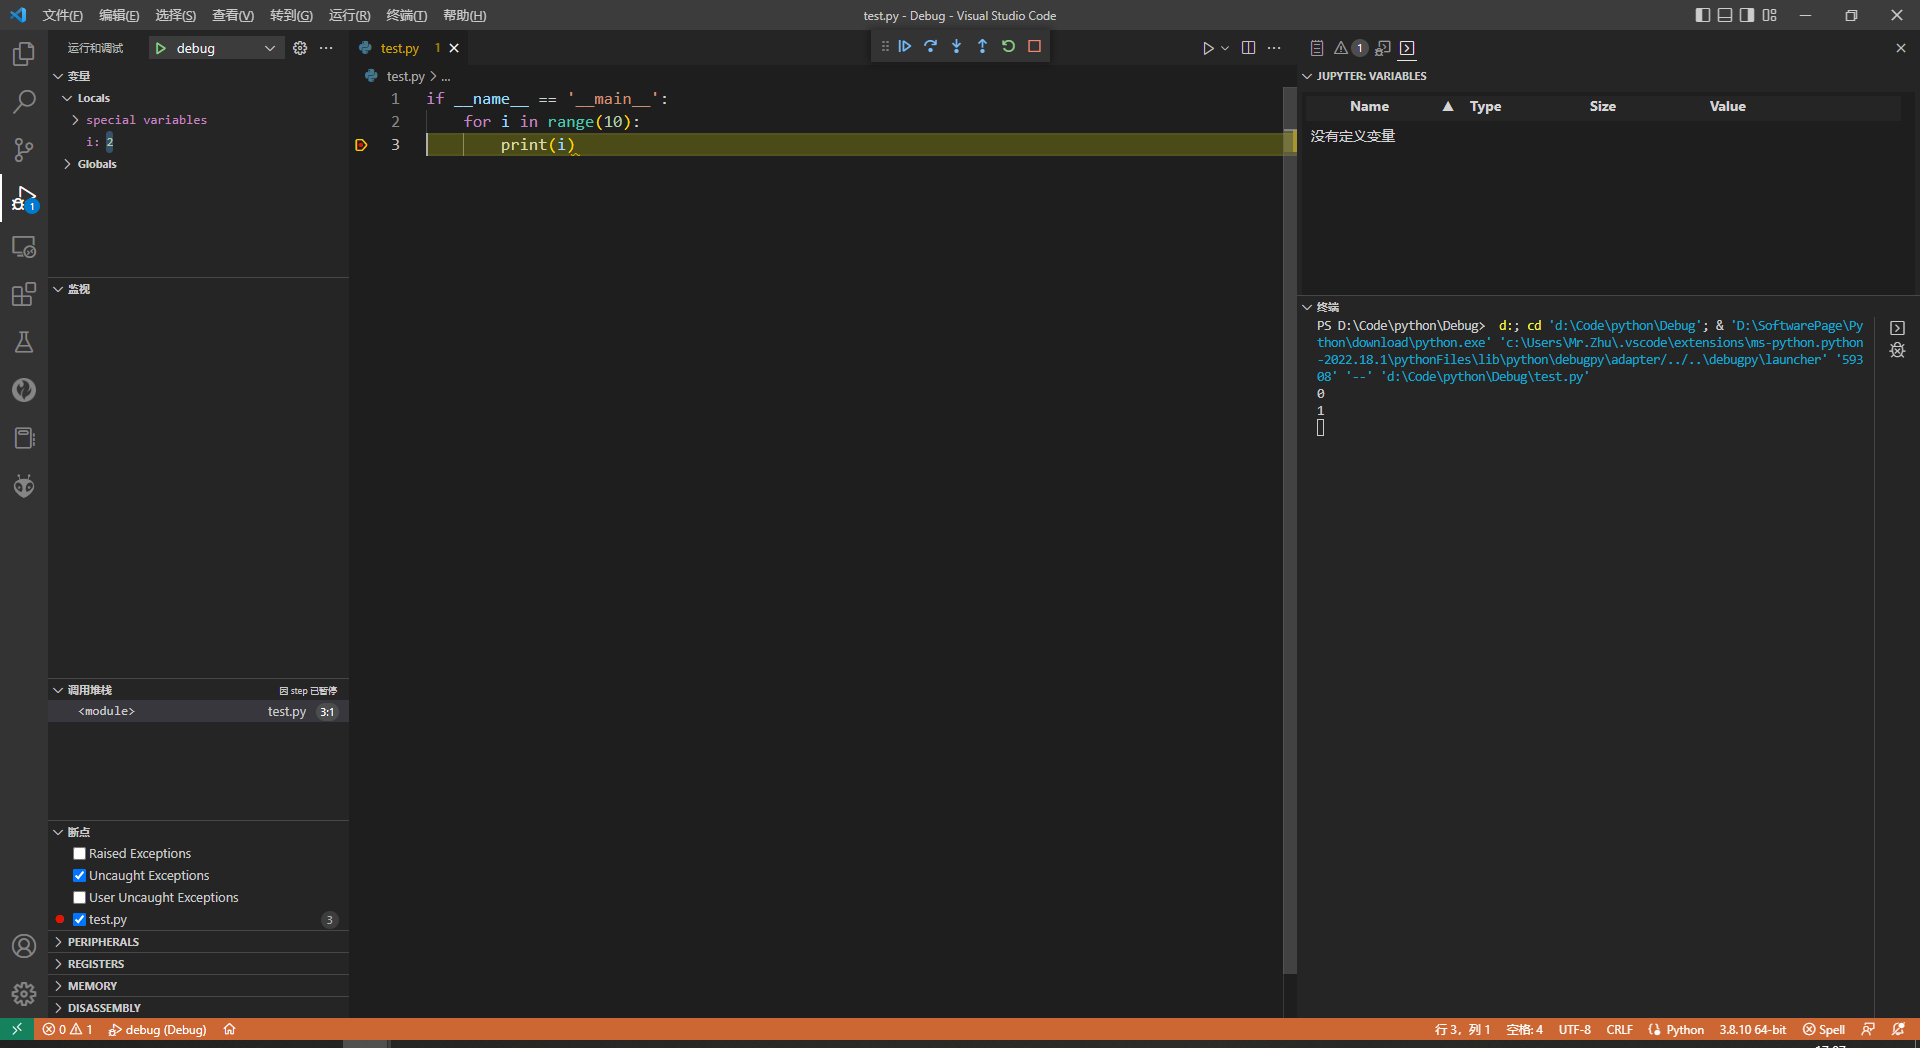 文件(F) 编辑(E) 选择(S) 查看(V) 转到(G) 运行(R) 终端(T) 帮助(H)
test.py - Debug - Visual Studio Code
运行和调试 debug
变量
Locals
special variables
i: 2
Globals
监视
调用堆栈 因 step 已暂停
<module> test.py 3:1
断点
Raised Exceptions
Uncaught Exceptions
User Uncaught Exceptions
test.py 3
PERIPHERALS
REGISTERS
MEMORY
DISASSEMBLY
1
test.py 1
test.py > ...
1 if __name__ == '__main__':
2 for i in range(10):
3 print(i)
1
JUPYTER: VARIABLES
Name Type Size Value
没有定义变量
终端
PS D:\Code\python\Debug> d:; cd 'd:\Code\python\Debug'; & 'D:\SoftwarePage\Py
thon\download\python.exe' 'c:\Users\Mr.Zhu\.vscode\extensions\ms-python.python
-2022.18.1\pythonFiles\lib\python\debugpy\adapter/../..\debugpy\launcher' '593
08' '--' 'd:\Code\python\Debug\test.py'
0
1
0 1 debug (Debug) 行 3，列 1 空格: 4 UTF-8 CRLF Python 3.8.10 64-bit Spell